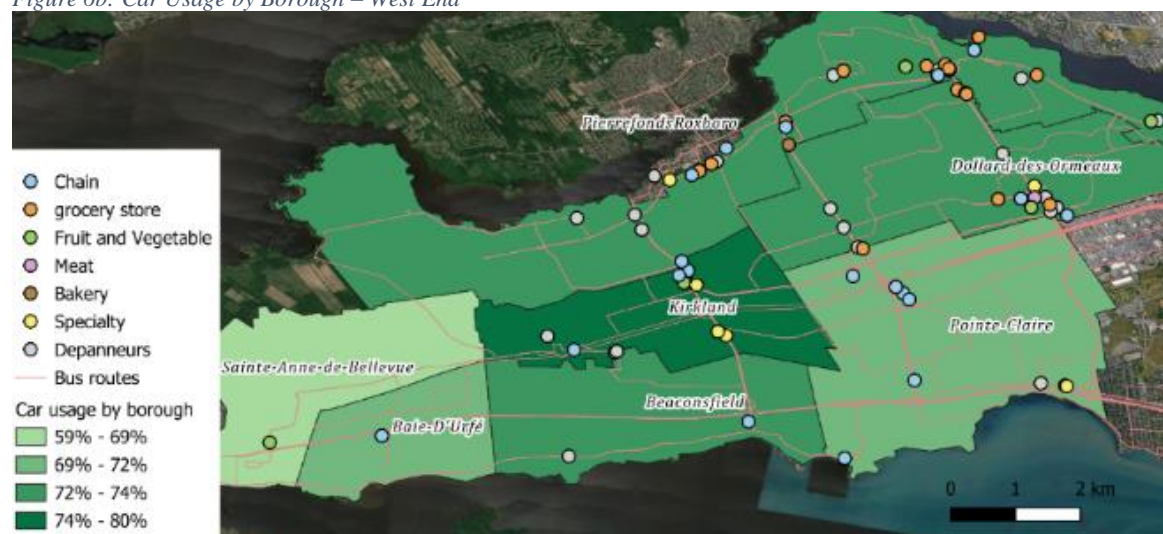 Figure 6b: Car Usage by Borough – West End
Pierrefonds Roxboro
Dollard-des-Ormeaux
Chain
grocery store
Fruit and Vegetable
Meat
Bakery
Specialty
Depanneurs
Bus routes
Car usage by borough
59% - 69%
69% - 72%
72% - 74%
74% - 80%
Kirkland
Pointe-Claire
Sainte-Anne-de-Bellevue
Beaconsfield
Baie-D'Urfé
0 1 2 km